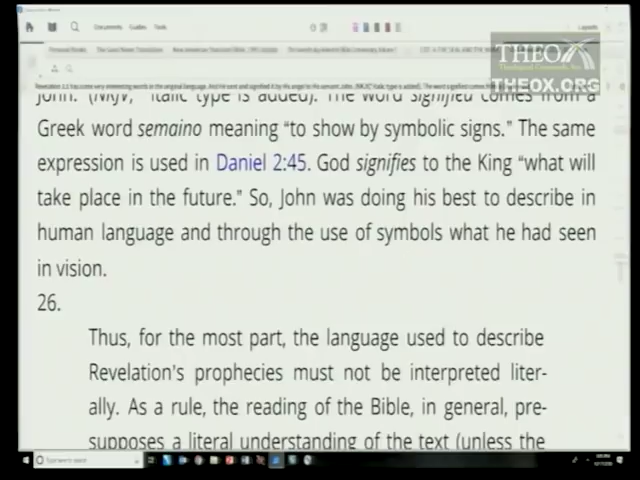 Documents Guides Tools
Layouts
THEOX
THEOX.ORG
john." (NKJV, "italic type is added). The word signified comes from a
Greek word semaino meaning "to show by symbolic signs." The same
expression is used in Daniel 2:45. God signifies to the King "what will
take place in the future." So, John was doing his best to describe in
human language and through the use of symbols what he had seen
in vision.
26.
Thus, for the most part, the language used to describe
Revelation's prophecies must not be interpreted liter-
ally. As a rule, the reading of the Bible, in general, pre-
supposes a literal understanding of the text (unless the